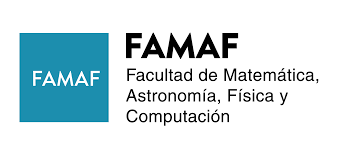 FAMAF
FAMAF
Facultad de Matemática,
Astronomía, Física y
Computación